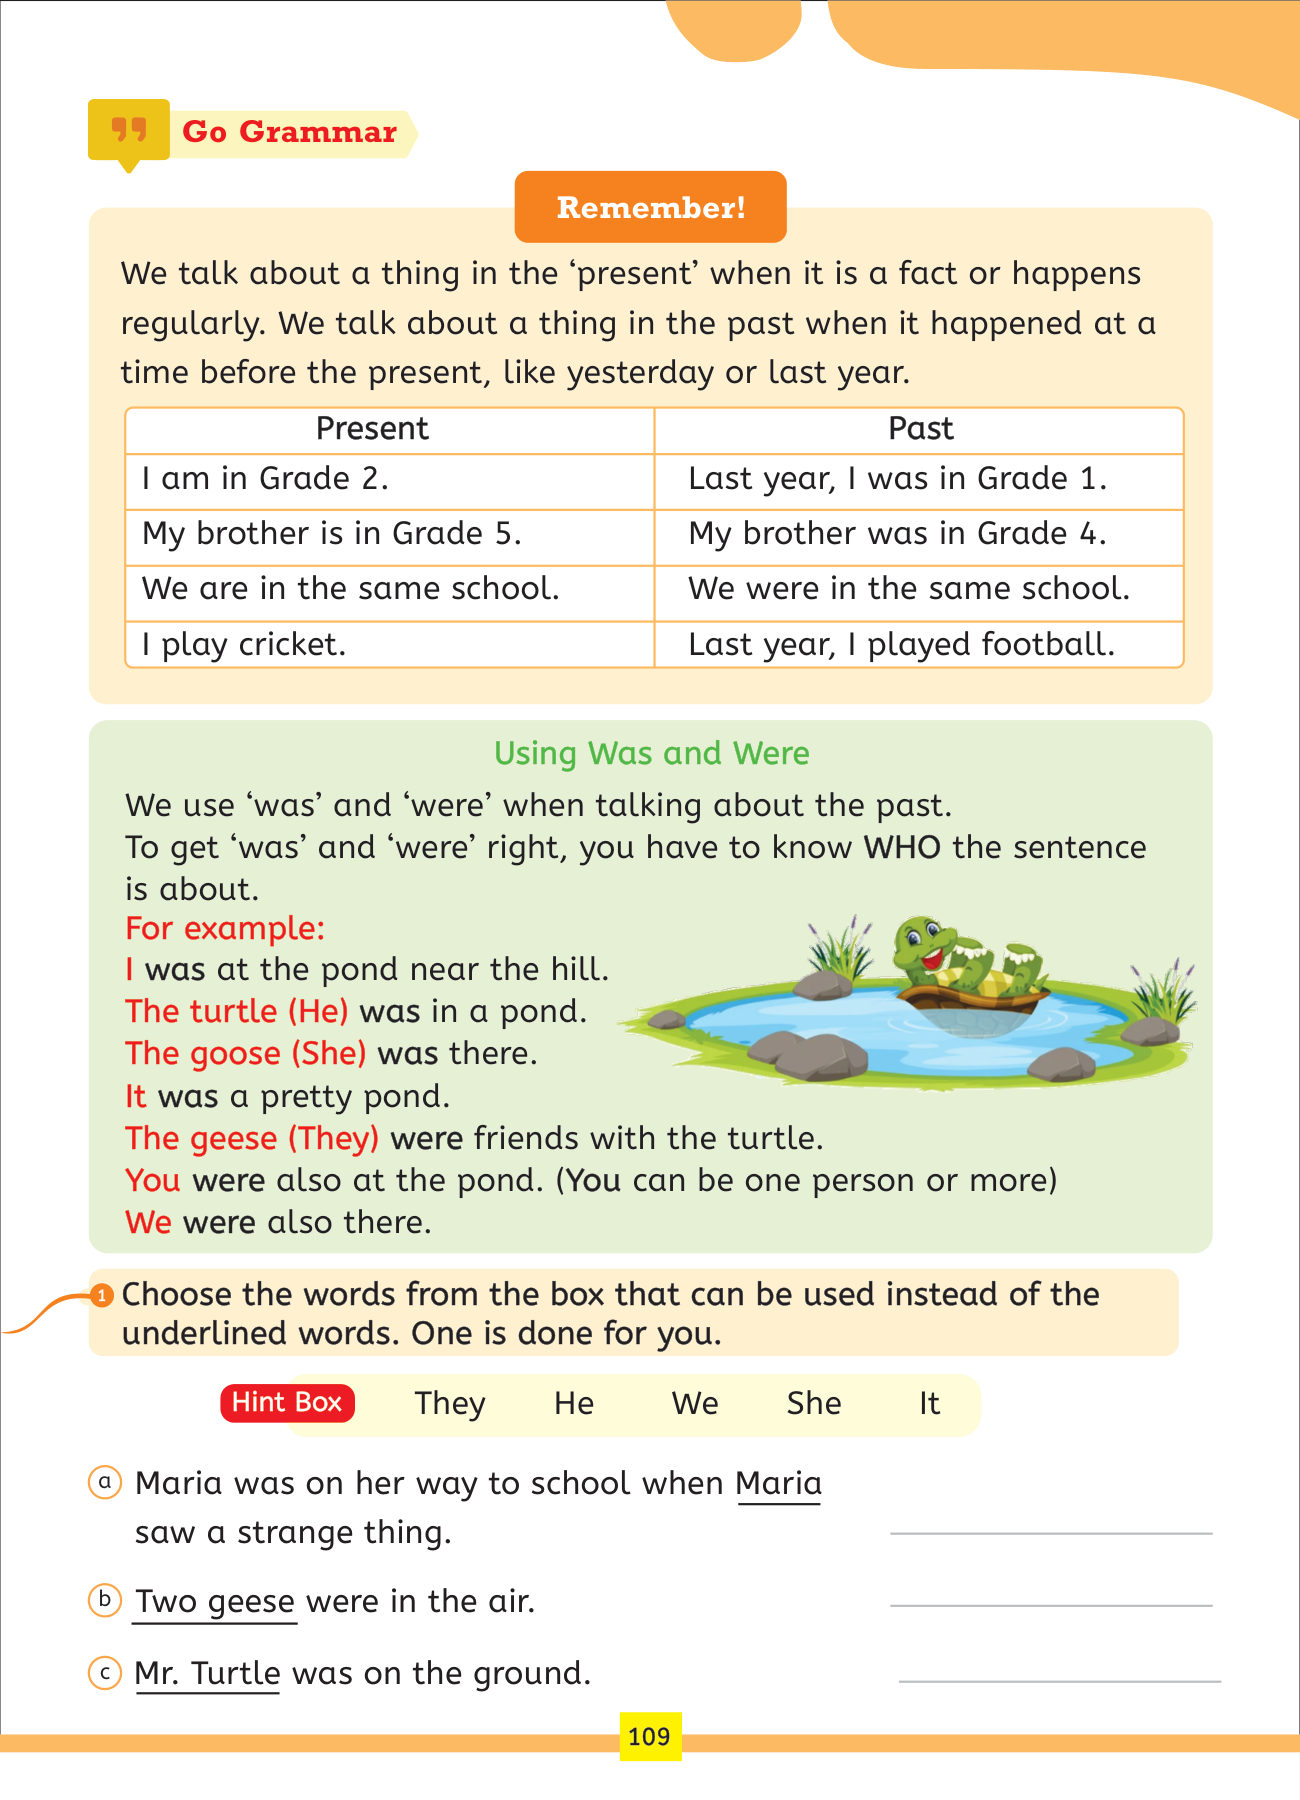 Go Grammar
Remember!
We talk about a thing in the ‘present’ when it is a fact or happens
regularly. We talk about a thing in the past when it happened at a
time before the present, like yesterday or last year.
Present Past
I am in Grade 2. Last year, I was in Grade 1.
My brother is in Grade 5. My brother was in Grade 4.
We are in the same school. We were in the same school.
I play cricket. Last year, I played football.
Using Was and Were
We use ‘was’ and ‘were’ when talking about the past.
To get ‘was’ and ‘were’ right, you have to know WHO the sentence
is about.
For example:
I was at the pond near the hill.
The turtle (He) was in a pond.
The goose (She) was there.
It was a pretty pond.
The geese (They) were friends with the turtle.
You were also at the pond. (You can be one person or more)
We were also there.
1 Choose the words from the box that can be used instead of the
underlined words. One is done for you.
Hint Box They He We She It
a Maria was on her way to school when Maria
saw a strange thing.
b Two geese were in the air.
c Mr. Turtle was on the ground.
109